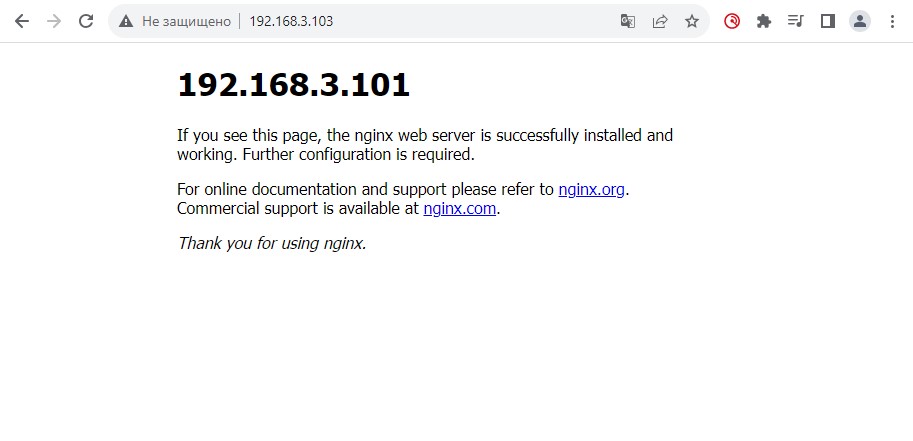 Не защищено 192.168.3.103
192.168.3.101
If you see this page, the nginx web server is successfully installed and
working. Further configuration is required.
For online documentation and support please refer to nginx.org.
Commercial support is available at nginx.com.
Thank you for using nginx.